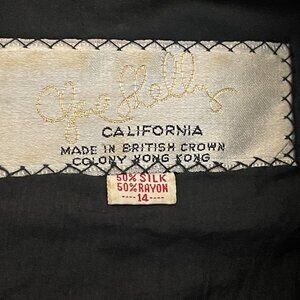 CALIFORNIA
MADE IN BRITISH CROWN
COLONY HONG KONG
50% SILK
50% RAYON
14